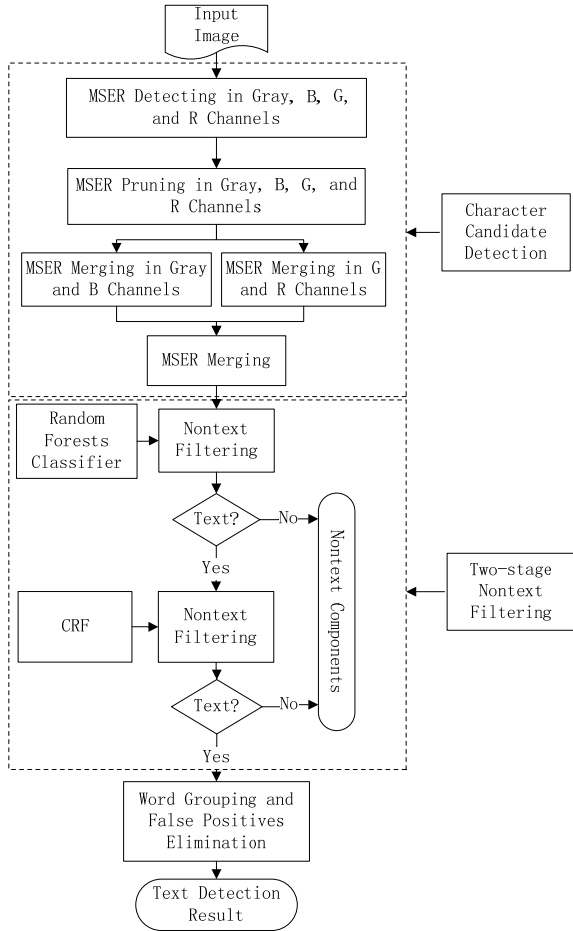 Input
Image
MSER Detecting in Gray, B, G,
and R Channels
MSER Pruning in Gray, B, G, and
R Channels
Character
Candidate
Detection
MSER Merging in Gray
and B Channels
MSER Merging in G
and R Channels
MSER Merging
Random
Forests
Classifier
Nontext
Filtering
Text?
No
Nontext Components
Yes
Two-stage
Nontext
Filtering
CRF
Nontext
Filtering
Text?
No
Yes
Word Grouping and
False Positives
Elimination
Text Detection
Result